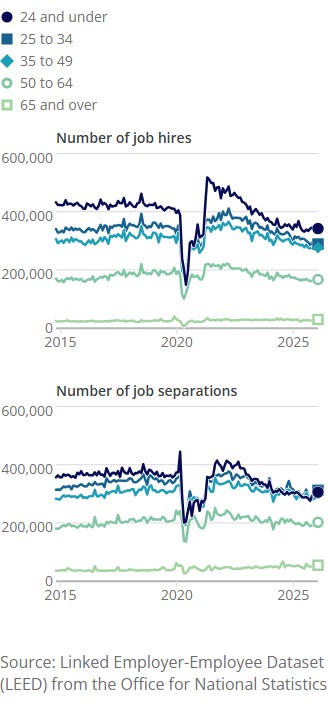 24 and under
25 to 34
35 to 49
50 to 64
65 and over
Number of job hires
600,000
400,000
200,000
0
2015 2020 2025
Number of job separations
600,000
400,000
200,000
0
2015 2020 2025
Source: Linked Employer-Employee Dataset
(LEED) from the Office for National Statistics